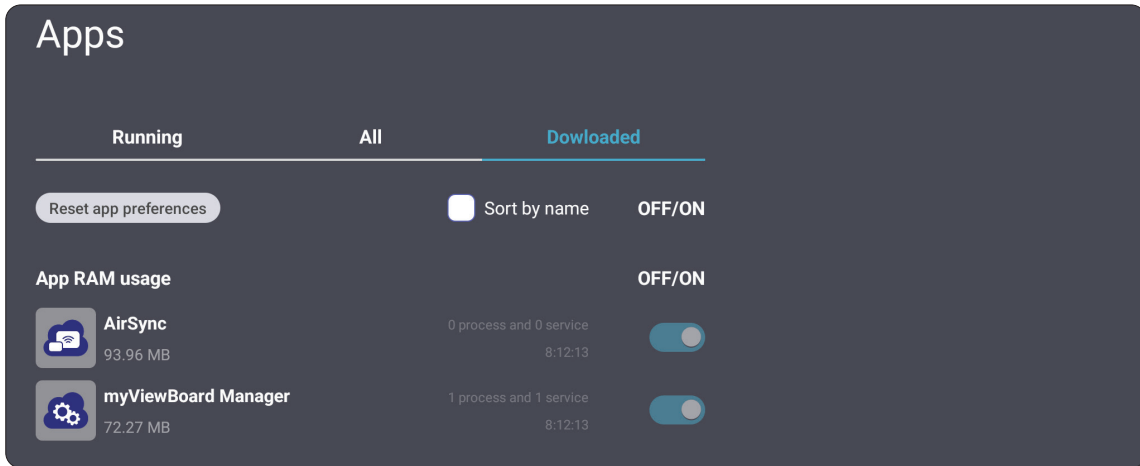 Apps
Running All Dowloaded
Reset app preferences Sort by name OFF/ON
App RAM usage OFF/ON
AirSync 0 process and 0 service
93.96 MB 8:12:13
myViewBoard Manager 1 process and 1 service
72.27 MB 8:12:13